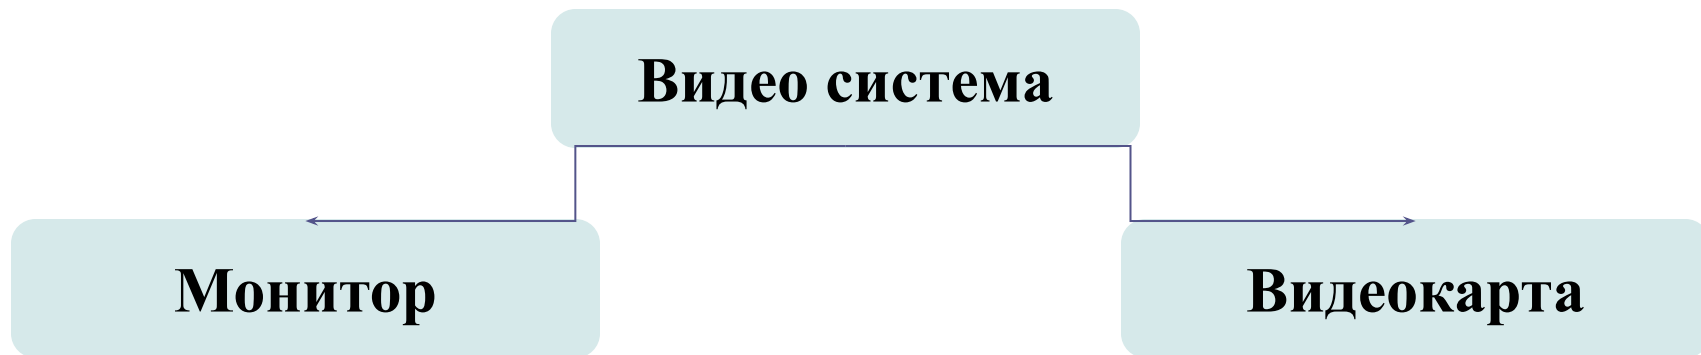 Видео система
Монитор
Видеокарта